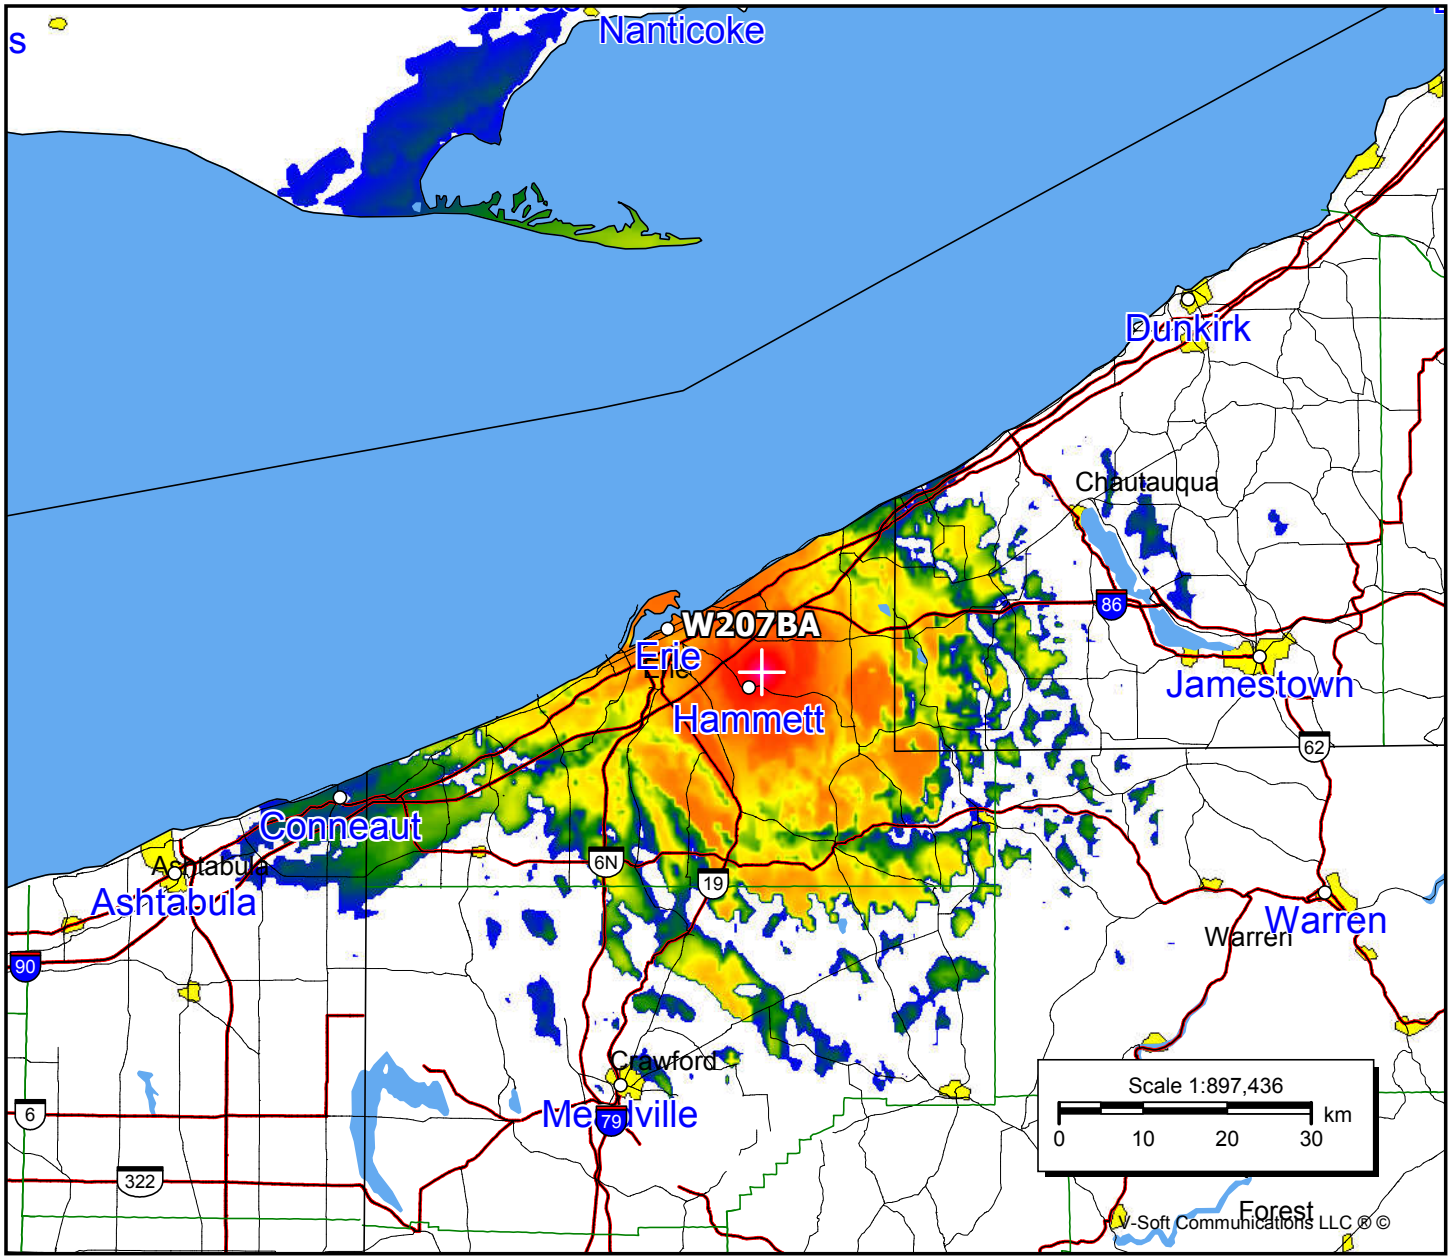 Nanticoke
s
Dunkirk
Chautauqua
86
W207BA
Erie
Erie
Jamestown
Hammett
62
Conneaut
6N
Ashtabula
19
Ashtabula
Warren
Warren
90
Crawford
Scale 1:897,436
km
0 10 20 30
6
Meadville
79
322
Forest
V-Soft Communications LLC ® ©